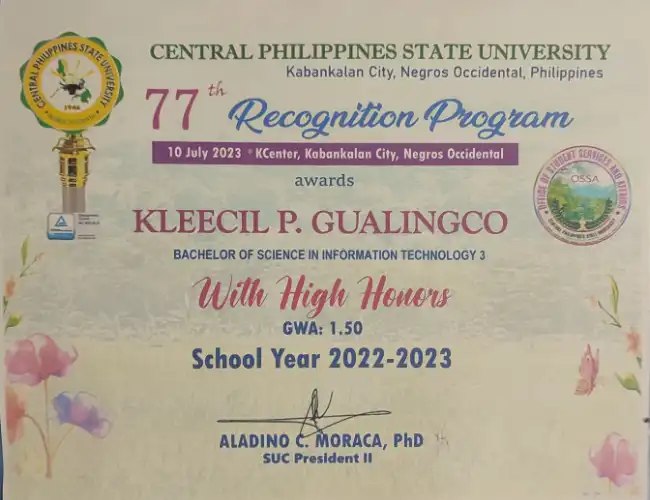 CENTRAL PHILIPPINES STATE UNIVERSITY
CENTRAL PHILIPPINES STATE UNIVERSITY
Kabankalan City, Negros Occidental, Philippines
1946
77th Recognition Program
10 July 2023 * KCenter, Kabankalan City, Negros Occidental
awards
OFFICE OF STUDENT SERVICES AND AFFAIRS
OSSA
KLEECIL P. GUALINGCO
BACHELOR OF SCIENCE IN INFORMATION TECHNOLOGY 3
With High Honors
GWA: 1.50
School Year 2022-2023
ALADINO C. MORACA, PhD
SUC President II